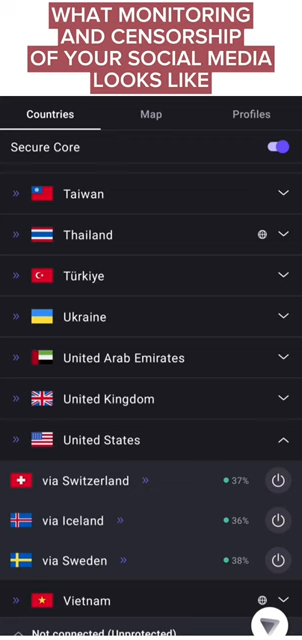 WHAT MONITORING
AND CENSORSHIP
OF YOUR SOCIAL MEDIA
LOOKS LIKE
Countries Map Profiles
Secure Core
Taiwan
Thailand
Türkiye
Ukraine
United Arab Emirates
United Kingdom
United States
via Switzerland 37%
via Iceland 36%
via Sweden 38%
Vietnam
Not connected (Unprotected)